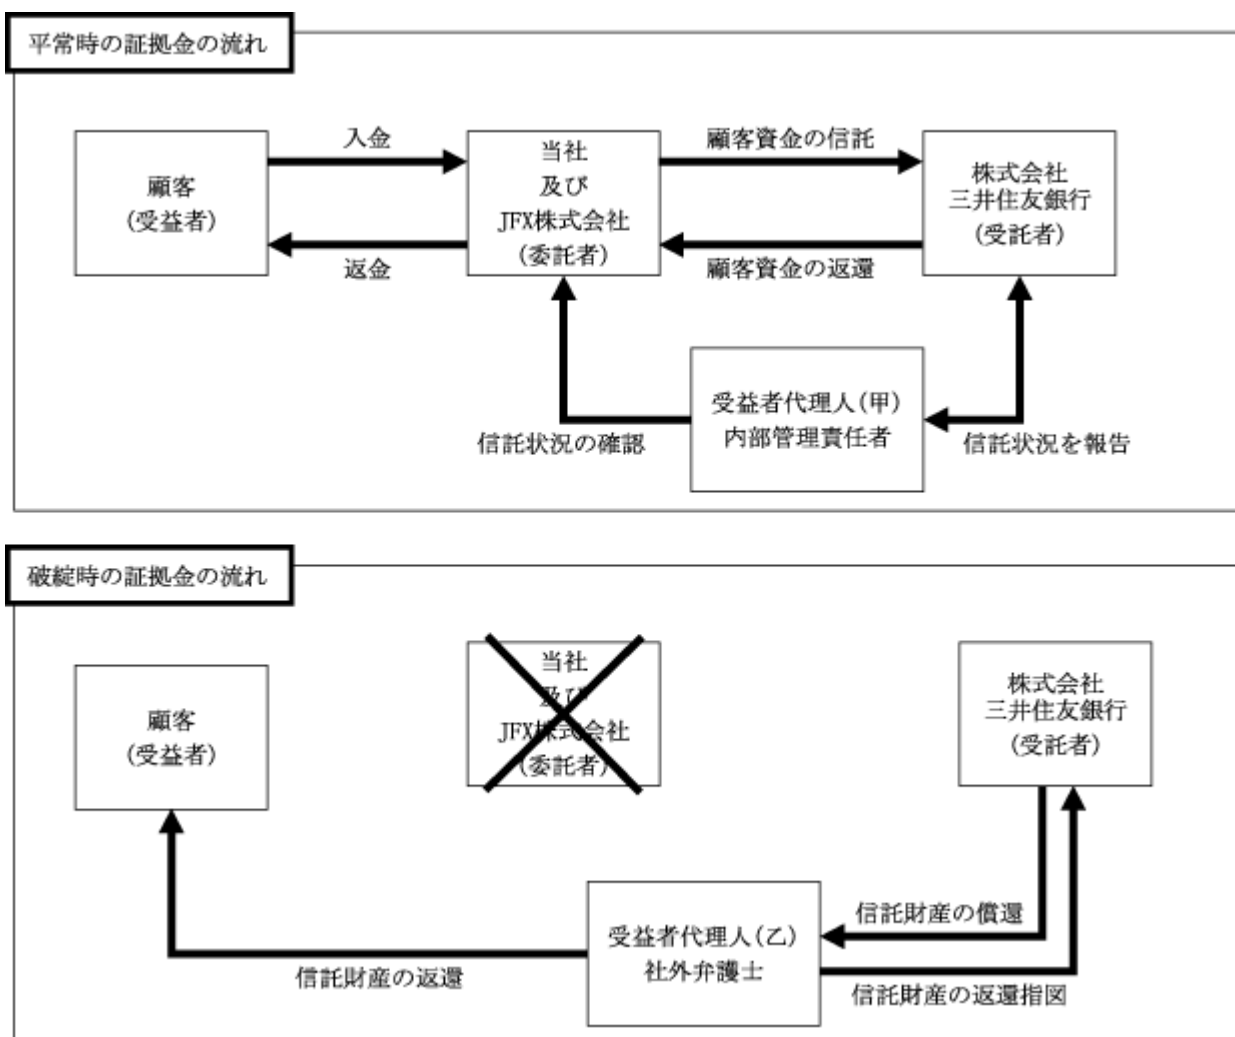 平常時の証拠金の流れ
顧客
(受益者)
入金
返金
当社
及び
JFX株式会社
(委託者)
顧客資金の信託
顧客資金の返還
株式会社
三井住友銀行
(受託者)
受益者代理人(甲)
内部管理責任者
信託状況の確認
信託状況を報告
破綻時の証拠金の流れ
顧客
(受益者)
当社
及び
JFX株式会社
(委託者)
株式会社
三井住友銀行
(受託者)
受益者代理人(乙)
社外弁護士
信託財産の償還
信託財産の返還指図
信託財産の返還